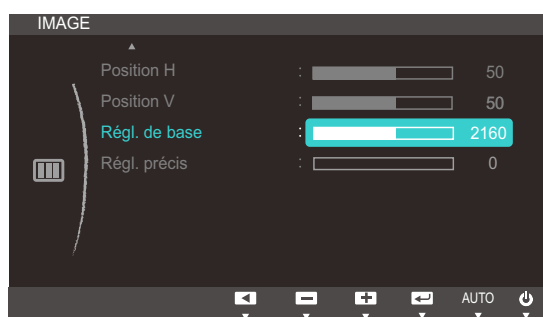 IMAGE
Position H : 50
Position V : 50
Régl. de base : 2160
Régl. précis : 0
AUTO